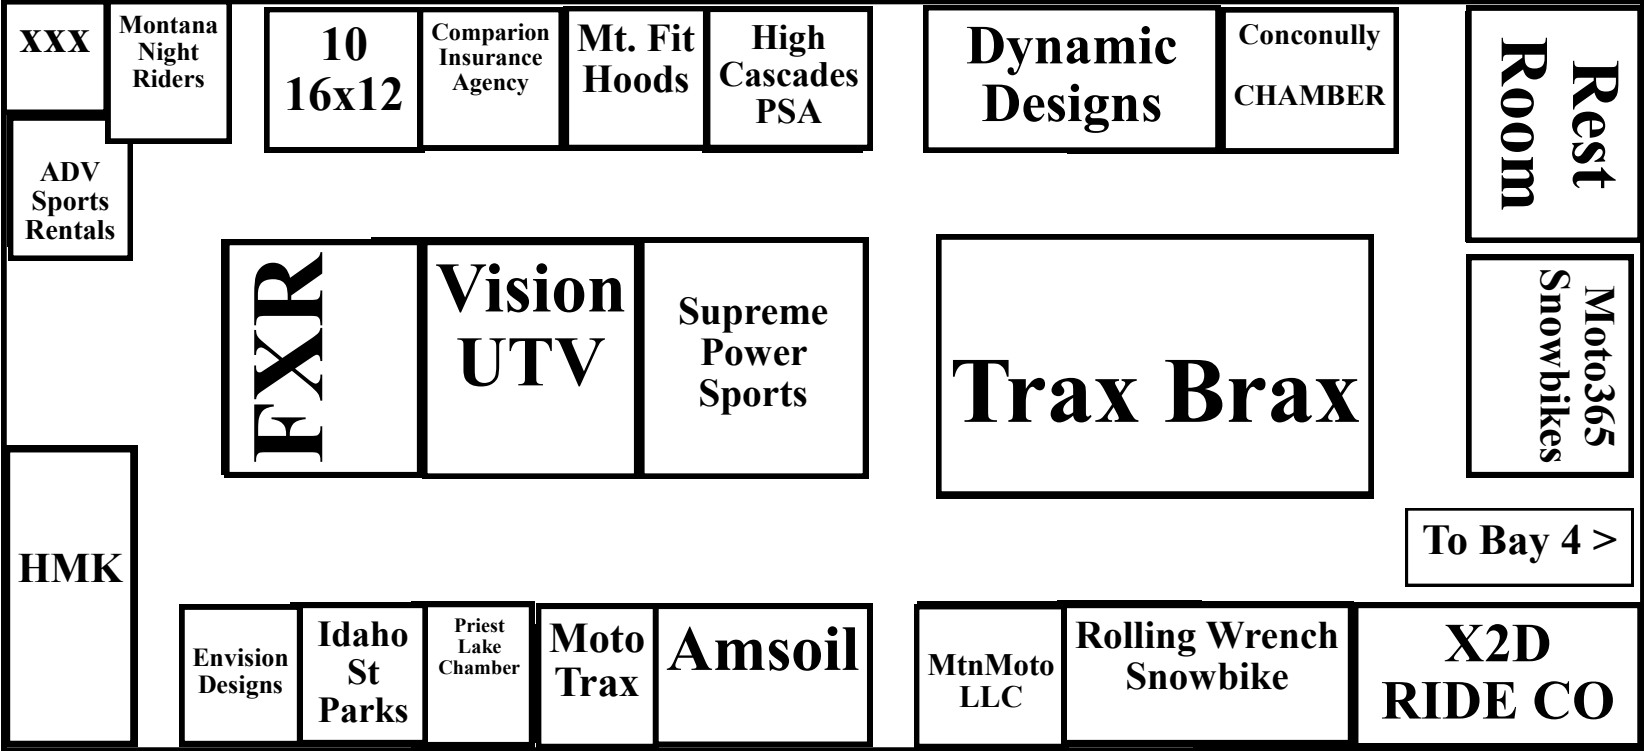 xxx
Montana
Night
Riders
10
16x12
Comparion
Insurance
Agency
Mt. Fit
Hoods
High
Cascades
PSA
Dynamic
Designs
Conconully
CHAMBER
Rest
Room
ADV
Sports
Rentals
FXR
Vision
UTV
Supreme
Power
Sports
Trax Brax
Moto365
Snowbikes
HMK
To Bay 4 >
Envision
Designs
Idaho
St
Parks
Priest
Lake
Chamber
Moto
Trax
Amsoil
MtnMoto
LLC
Rolling Wrench
Snowbike
X2D
RIDE CO